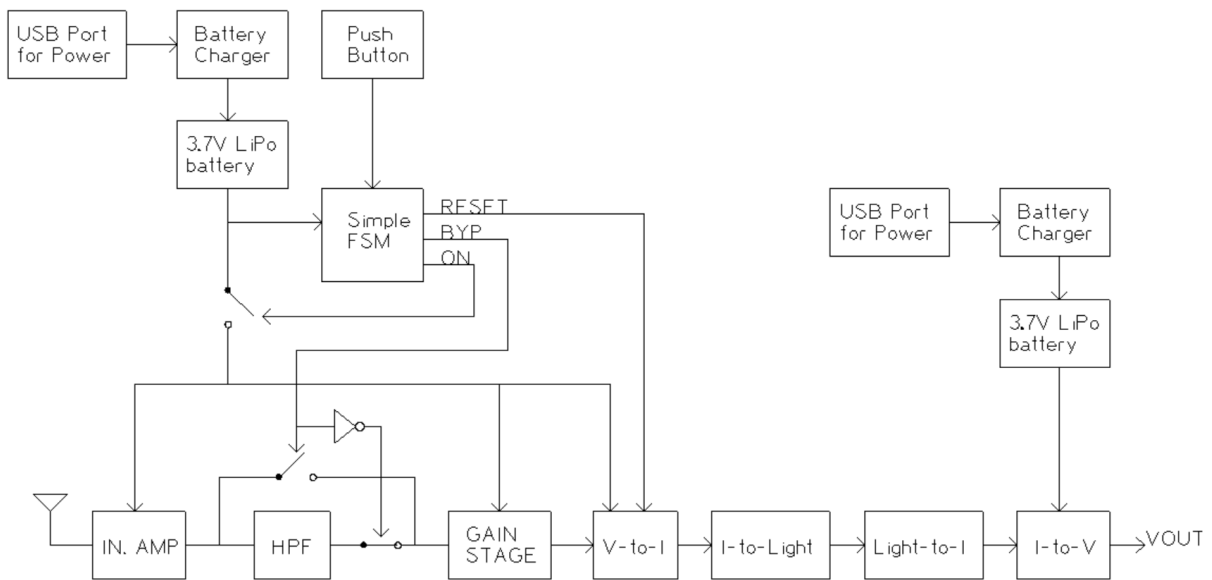 USB Port
for Power
Battery
Charger
Push
Button
3.7V LiPo
battery
Simple
FSM
RESET
BYP
ON
USB Port
for Power
Battery
Charger
3.7V LiPo
battery
IN. AMP
HPF
GAIN
STAGE
V-to-I
I-to-Light
Light-to-I
I-to-V
VOUT